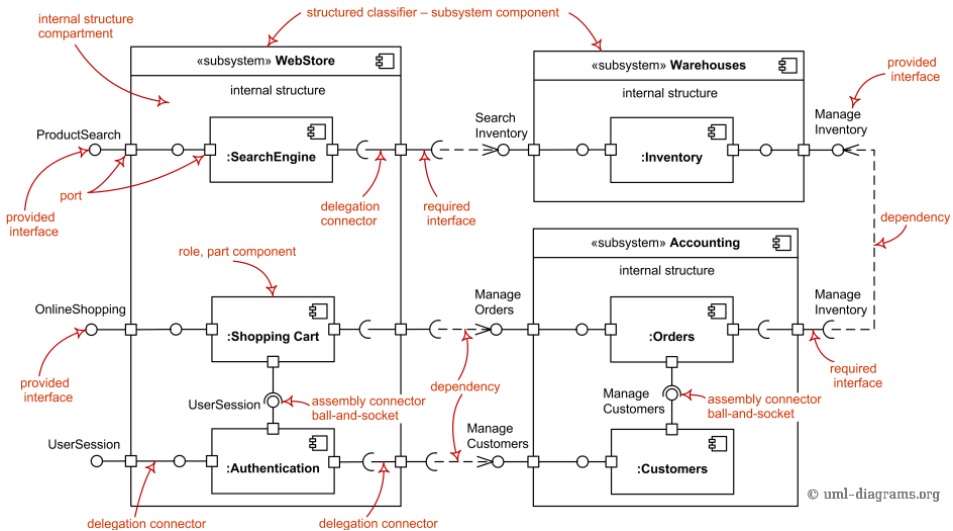 structured classifier – subsystem component
internal structure
compartment
«subsystem» WebStore
internal structure
«subsystem» Warehouses
internal structure
provided
interface
ProductSearch
:SearchEngine
Search
Inventory
:Inventory
Manage
Inventory
port
provided
interface
delegation
connector
required
interface
dependency
role, part component
«subsystem» Accounting
internal structure
OnlineShopping
:Shopping Cart
Manage
Orders
:Orders
Manage
Inventory
provided
interface
dependency
required
interface
UserSession
assembly connector
ball-and-socket
Manage
Customers
assembly connector
ball-and-socket
UserSession
:Authentication
Manage
Customers
:Customers
delegation connector
delegation connector
© uml-diagrams.org